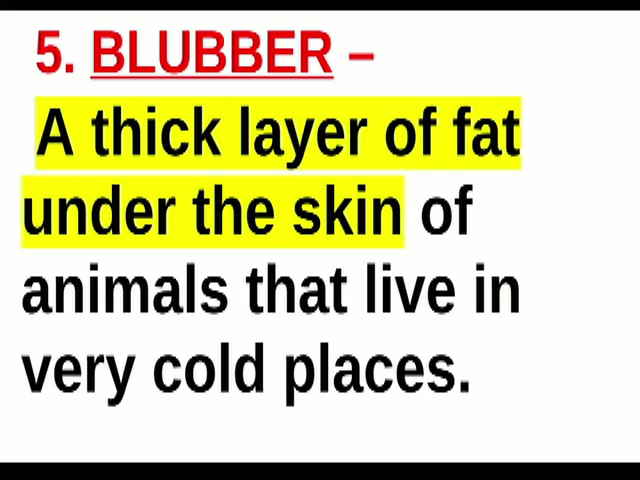 5. BLUBBER –
A thick layer of fat
under the skin of
animals that live in
very cold places.